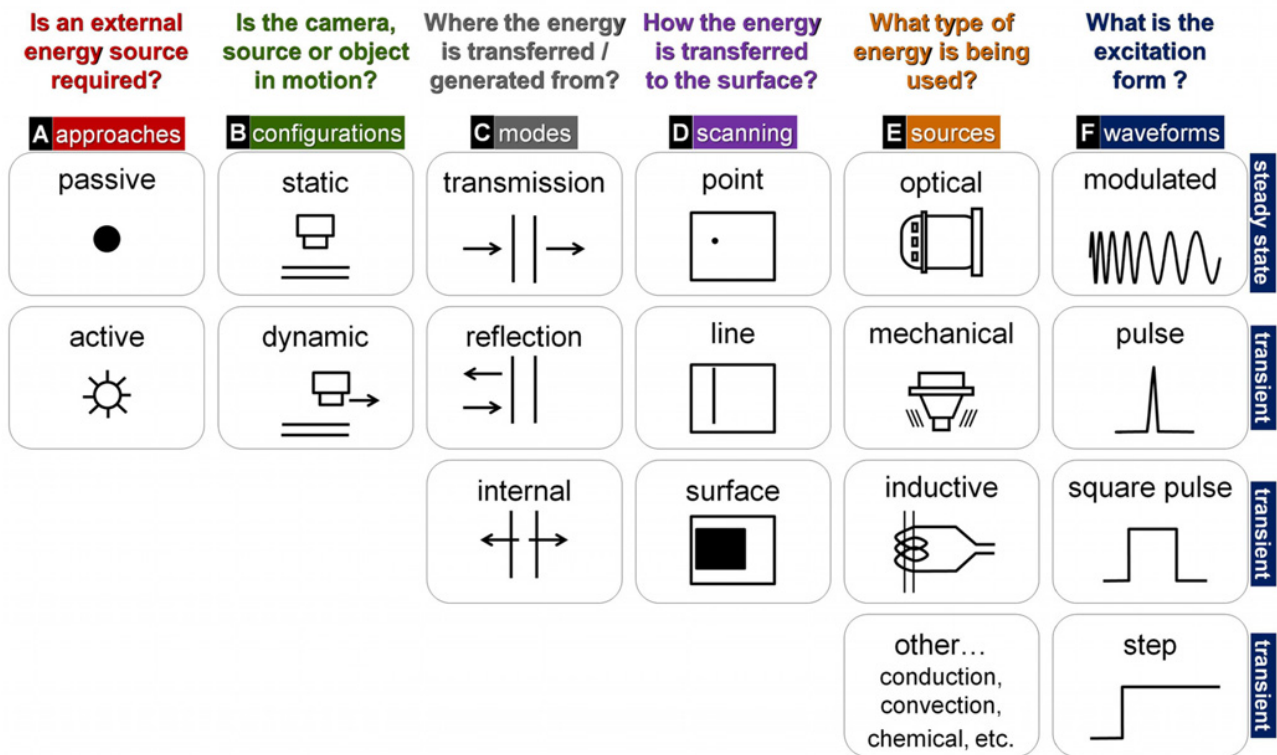 Is an external
energy source
required?
Is the camera,
source or object
in motion?
Where the energy
is transferred /
generated from?
How the energy
is transferred
to the surface?
What type of
energy is being
used?
What is the
excitation
form ?
A approaches
B configurations
C modes
D scanning
E sources
F waveforms
passive
static
transmission
point
optical
modulated
steady state
active
dynamic
reflection
line
mechanical
pulse
transient
internal
surface
inductive
square pulse
transient
other...
conduction,
convection,
chemical, etc.
step
transient